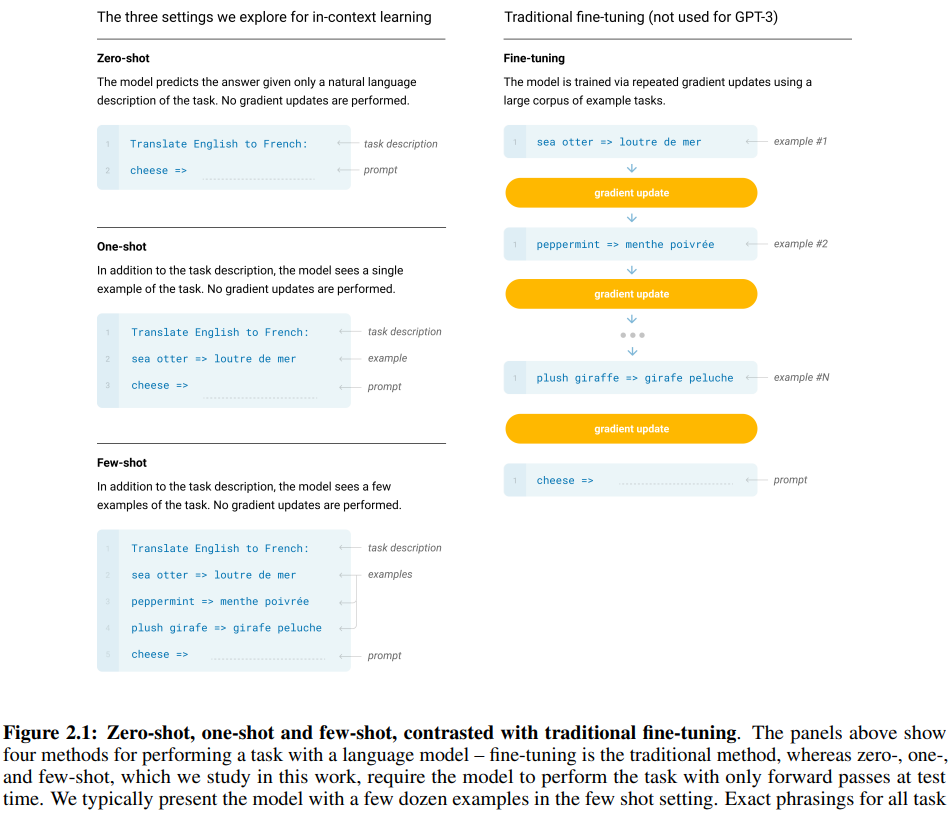 The three settings we explore for in-context learning
Zero-shot
The model predicts the answer given only a natural language
description of the task. No gradient updates are performed.
1 Translate English to French: task description
2 cheese => prompt
One-shot
In addition to the task description, the model sees a single
example of the task. No gradient updates are performed.
1 Translate English to French: task description
2 sea otter => loutre de mer example
3 cheese => prompt
Few-shot
In addition to the task description, the model sees a few
examples of the task. No gradient updates are performed.
1 Translate English to French: task description
2 sea otter => loutre de mer examples
3 peppermint => menthe poivrée
4 plush girafe => girafe peluche
5 cheese => prompt
Traditional fine-tuning (not used for GPT-3)
Fine-tuning
The model is trained via repeated gradient updates using a
large corpus of example tasks.
1 sea otter => loutre de mer example #1
gradient update
1 peppermint => menthe poivrée example #2
gradient update
1 plush giraffe => girafe peluche example #N
gradient update
1 cheese => prompt
Figure 2.1: Zero-shot, one-shot and few-shot, contrasted with traditional fine-tuning. The panels above show
four methods for performing a task with a language model – fine-tuning is the traditional method, whereas zero-, one-,
and few-shot, which we study in this work, require the model to perform the task with only forward passes at test
time. We typically present the model with a few dozen examples in the few shot setting. Exact phrasings for all task